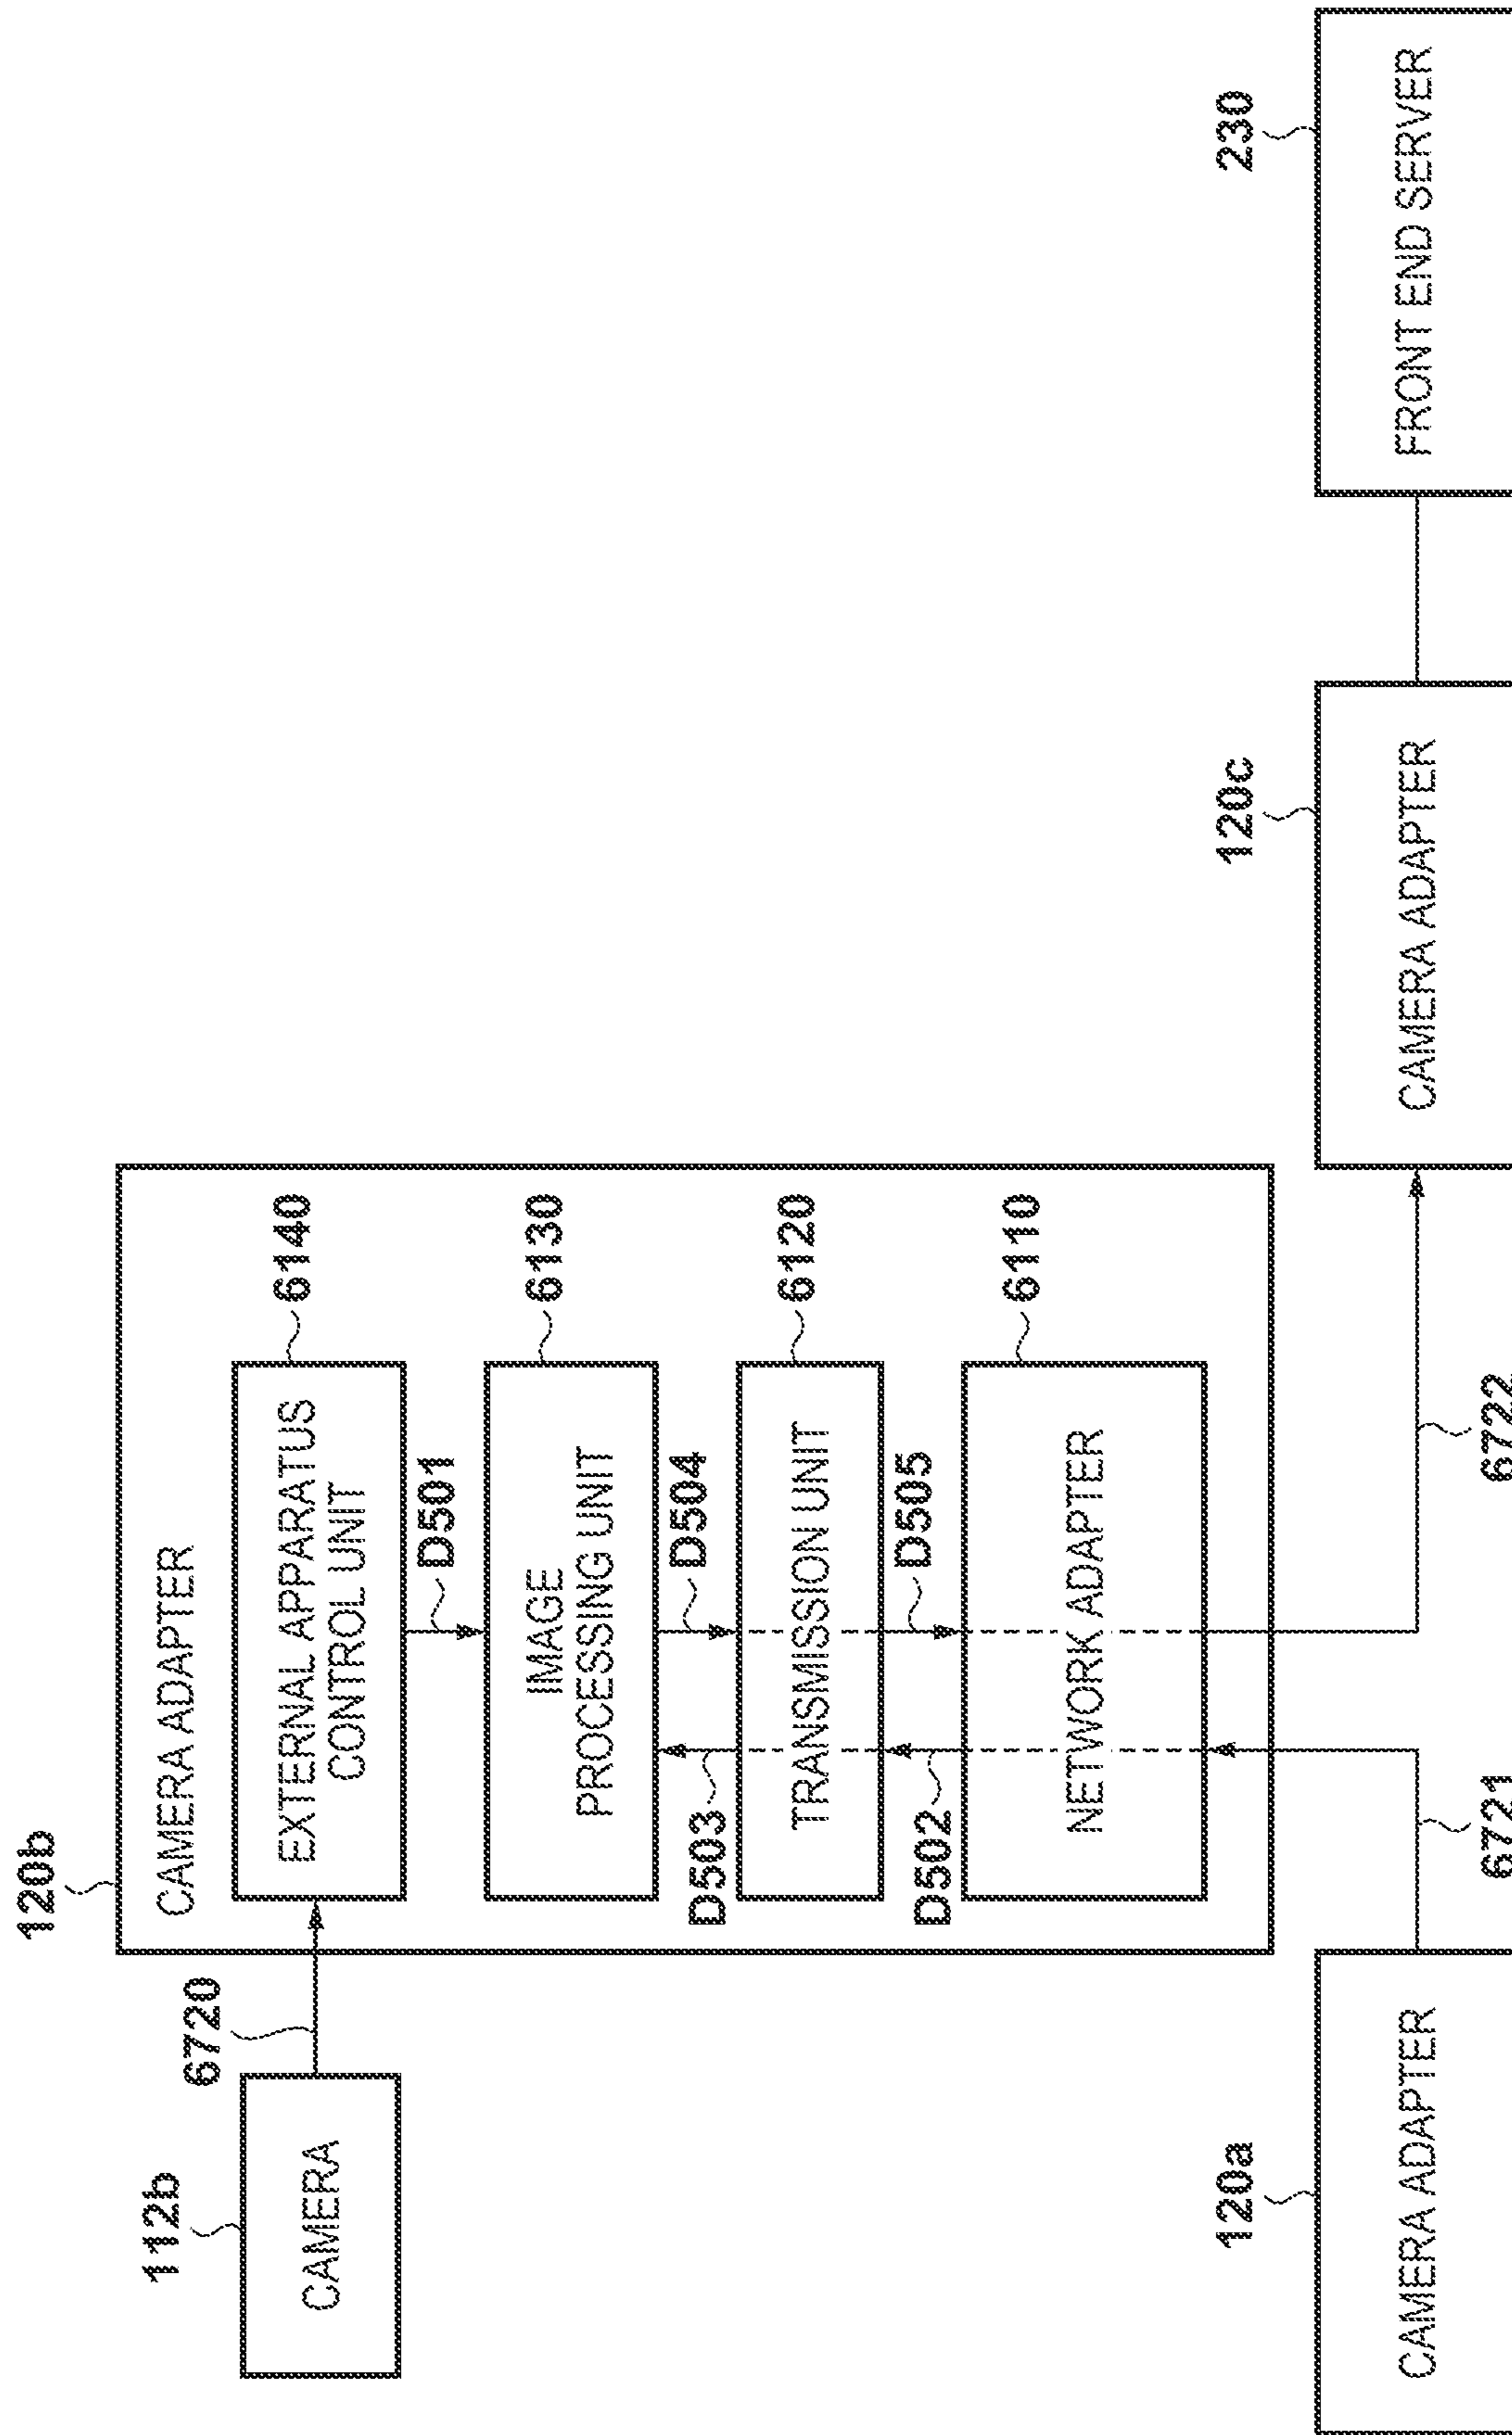 120b
CAMERA ADAPTER
112b
CAMERA
6720
EXTERNAL APPARATUS
CONTROL UNIT
6140
D501
IMAGE
PROCESSING UNIT
6130
D503
D504
TRANSMISSION UNIT
6120
D502
D505
NETWORK ADAPTER
6110
120a
CAMERA ADAPTER
6721
6722
120c
CAMERA ADAPTER
230
FRONT END SERVER